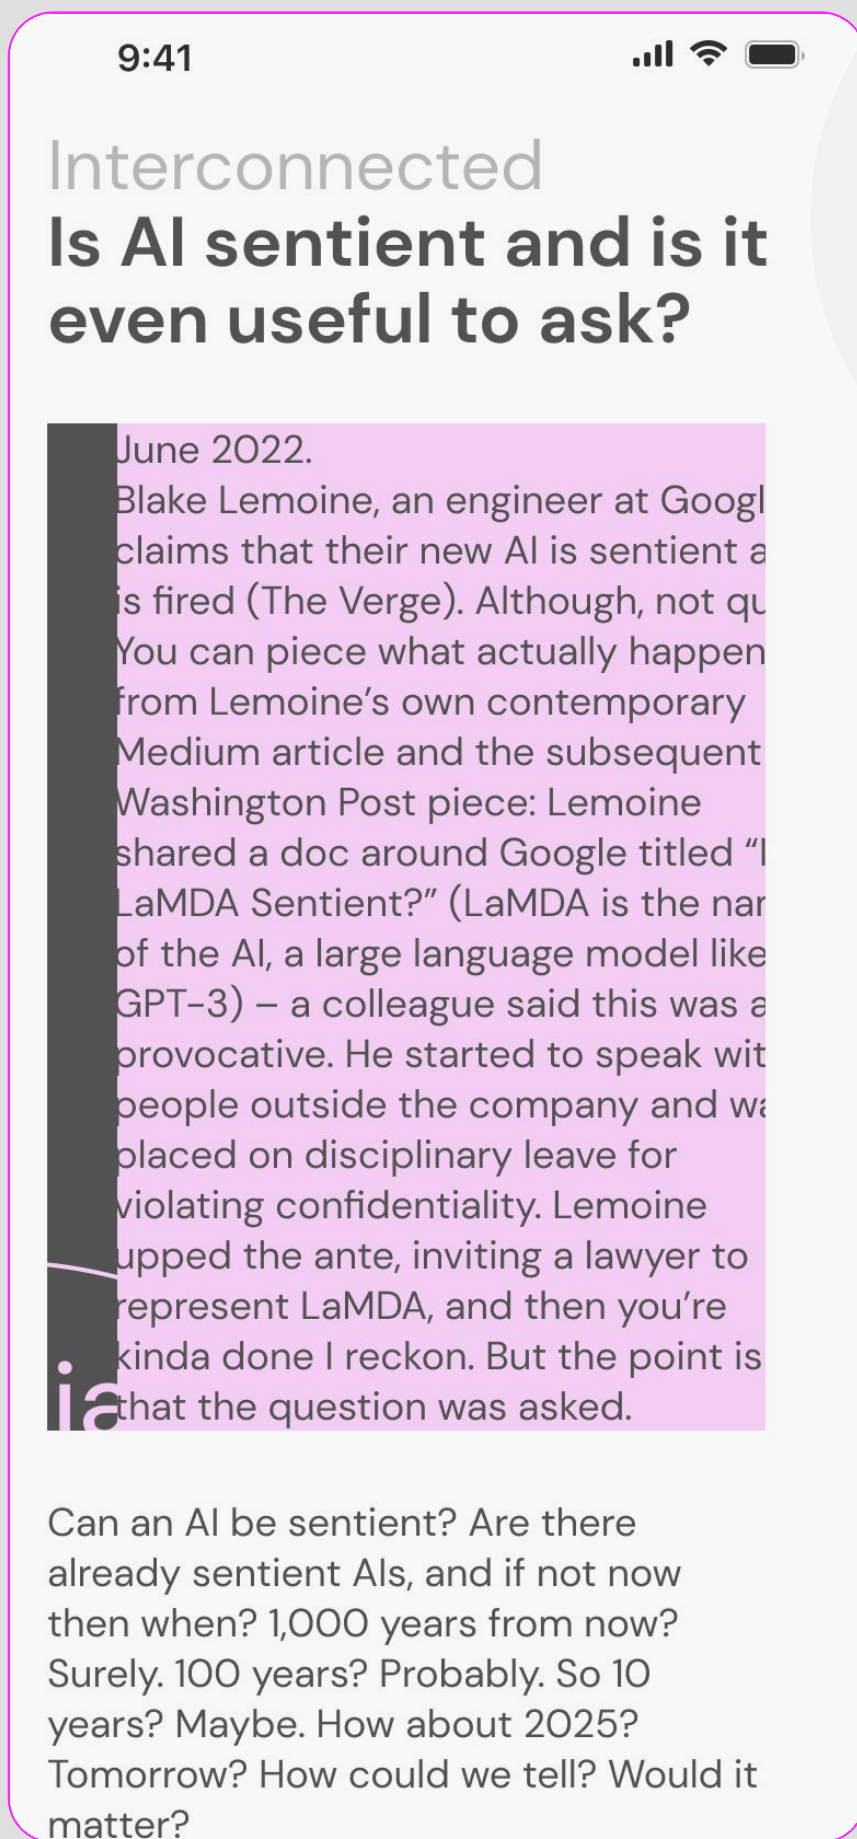 9:41
Interconnected
Is AI sentient and is it
even useful to ask?
June 2022.
Blake Lemoine, an engineer at Googl
claims that their new AI is sentient a
is fired (The Verge). Although, not qu
You can piece what actually happen
from Lemoine’s own contemporary
Medium article and the subsequent
Washington Post piece: Lemoine
shared a doc around Google titled “I
LaMDA Sentient?” (LaMDA is the nam
of the AI, a large language model like
GPT-3) – a colleague said this was a
provocative. He started to speak wit
people outside the company and wa
placed on disciplinary leave for
violating confidentiality. Lemoine
upped the ante, inviting a lawyer to
represent LaMDA, and then you’re
kinda done I reckon. But the point is
that the question was asked.
ia
Can an AI be sentient? Are there
already sentient AIs, and if not now
then when? 1,000 years from now?
Surely. 100 years? Probably. So 10
years? Maybe. How about 2025?
Tomorrow? How could we tell? Would it
matter?